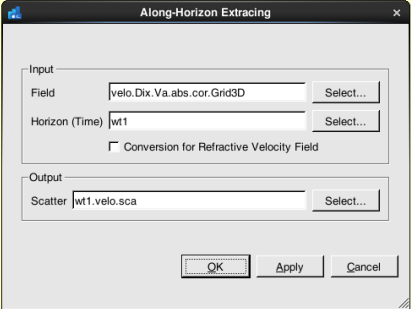 Along-Horizon Extracing
Input
Field velo.Dix.Va.abs.cor.Grid3D Select...
Horizon (Time) wt1 Select...
Conversion for Refractive Velocity Field
Output
Scatter wt1.velo.sca Select...
OK Apply Cancel